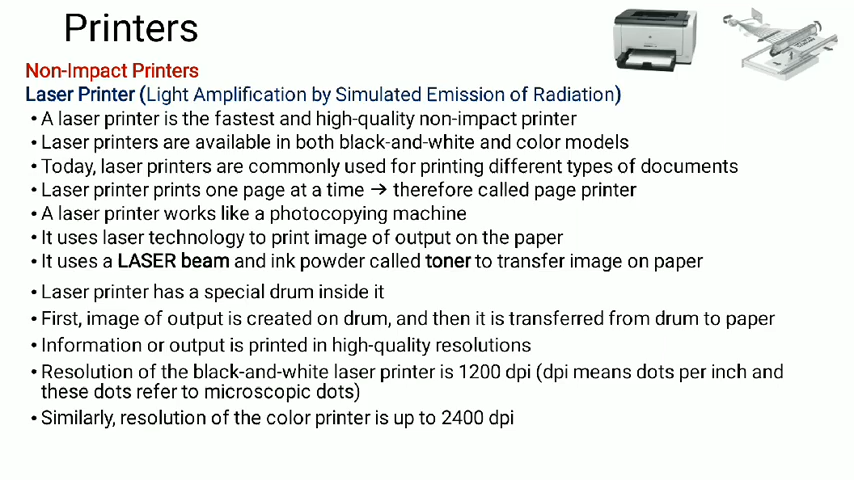 Printers
Non-Impact Printers
Laser Printer (Light Amplification by Simulated Emission of Radiation)
• A laser printer is the fastest and high-quality non-impact printer
• Laser printers are available in both black-and-white and color models
• Today, laser printers are commonly used for printing different types of documents
• Laser printer prints one page at a time → therefore called page printer
• A laser printer works like a photocopying machine
• It uses laser technology to print image of output on the paper
• It uses a LASER beam and ink powder called toner to transfer image on paper
• Laser printer has a special drum inside it
• First, image of output is created on drum, and then it is transferred from drum to paper
• Information or output is printed in high-quality resolutions
• Resolution of the black-and-white laser printer is 1200 dpi (dpi means dots per inch and
these dots refer to microscopic dots)
• Similarly, resolution of the color printer is up to 2400 dpi